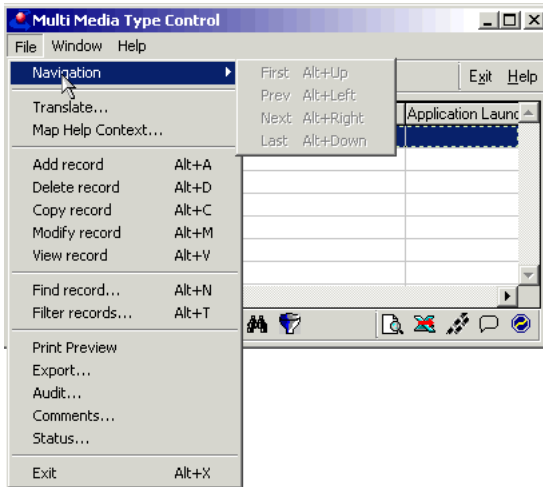 Multi Media Type Control
File Window Help
Navigation
First Alt+Up
Prev Alt+Left
Next Alt+Right
Last Alt+Down
Exit Help
Application Launc
Translate...
Map Help Context...
Add record Alt+A
Delete record Alt+D
Copy record Alt+C
Modify record Alt+M
View record Alt+V
Find record... Alt+N
Filter records... Alt+T
Print Preview
Export...
Audit...
Comments...
Status...
Exit Alt+X